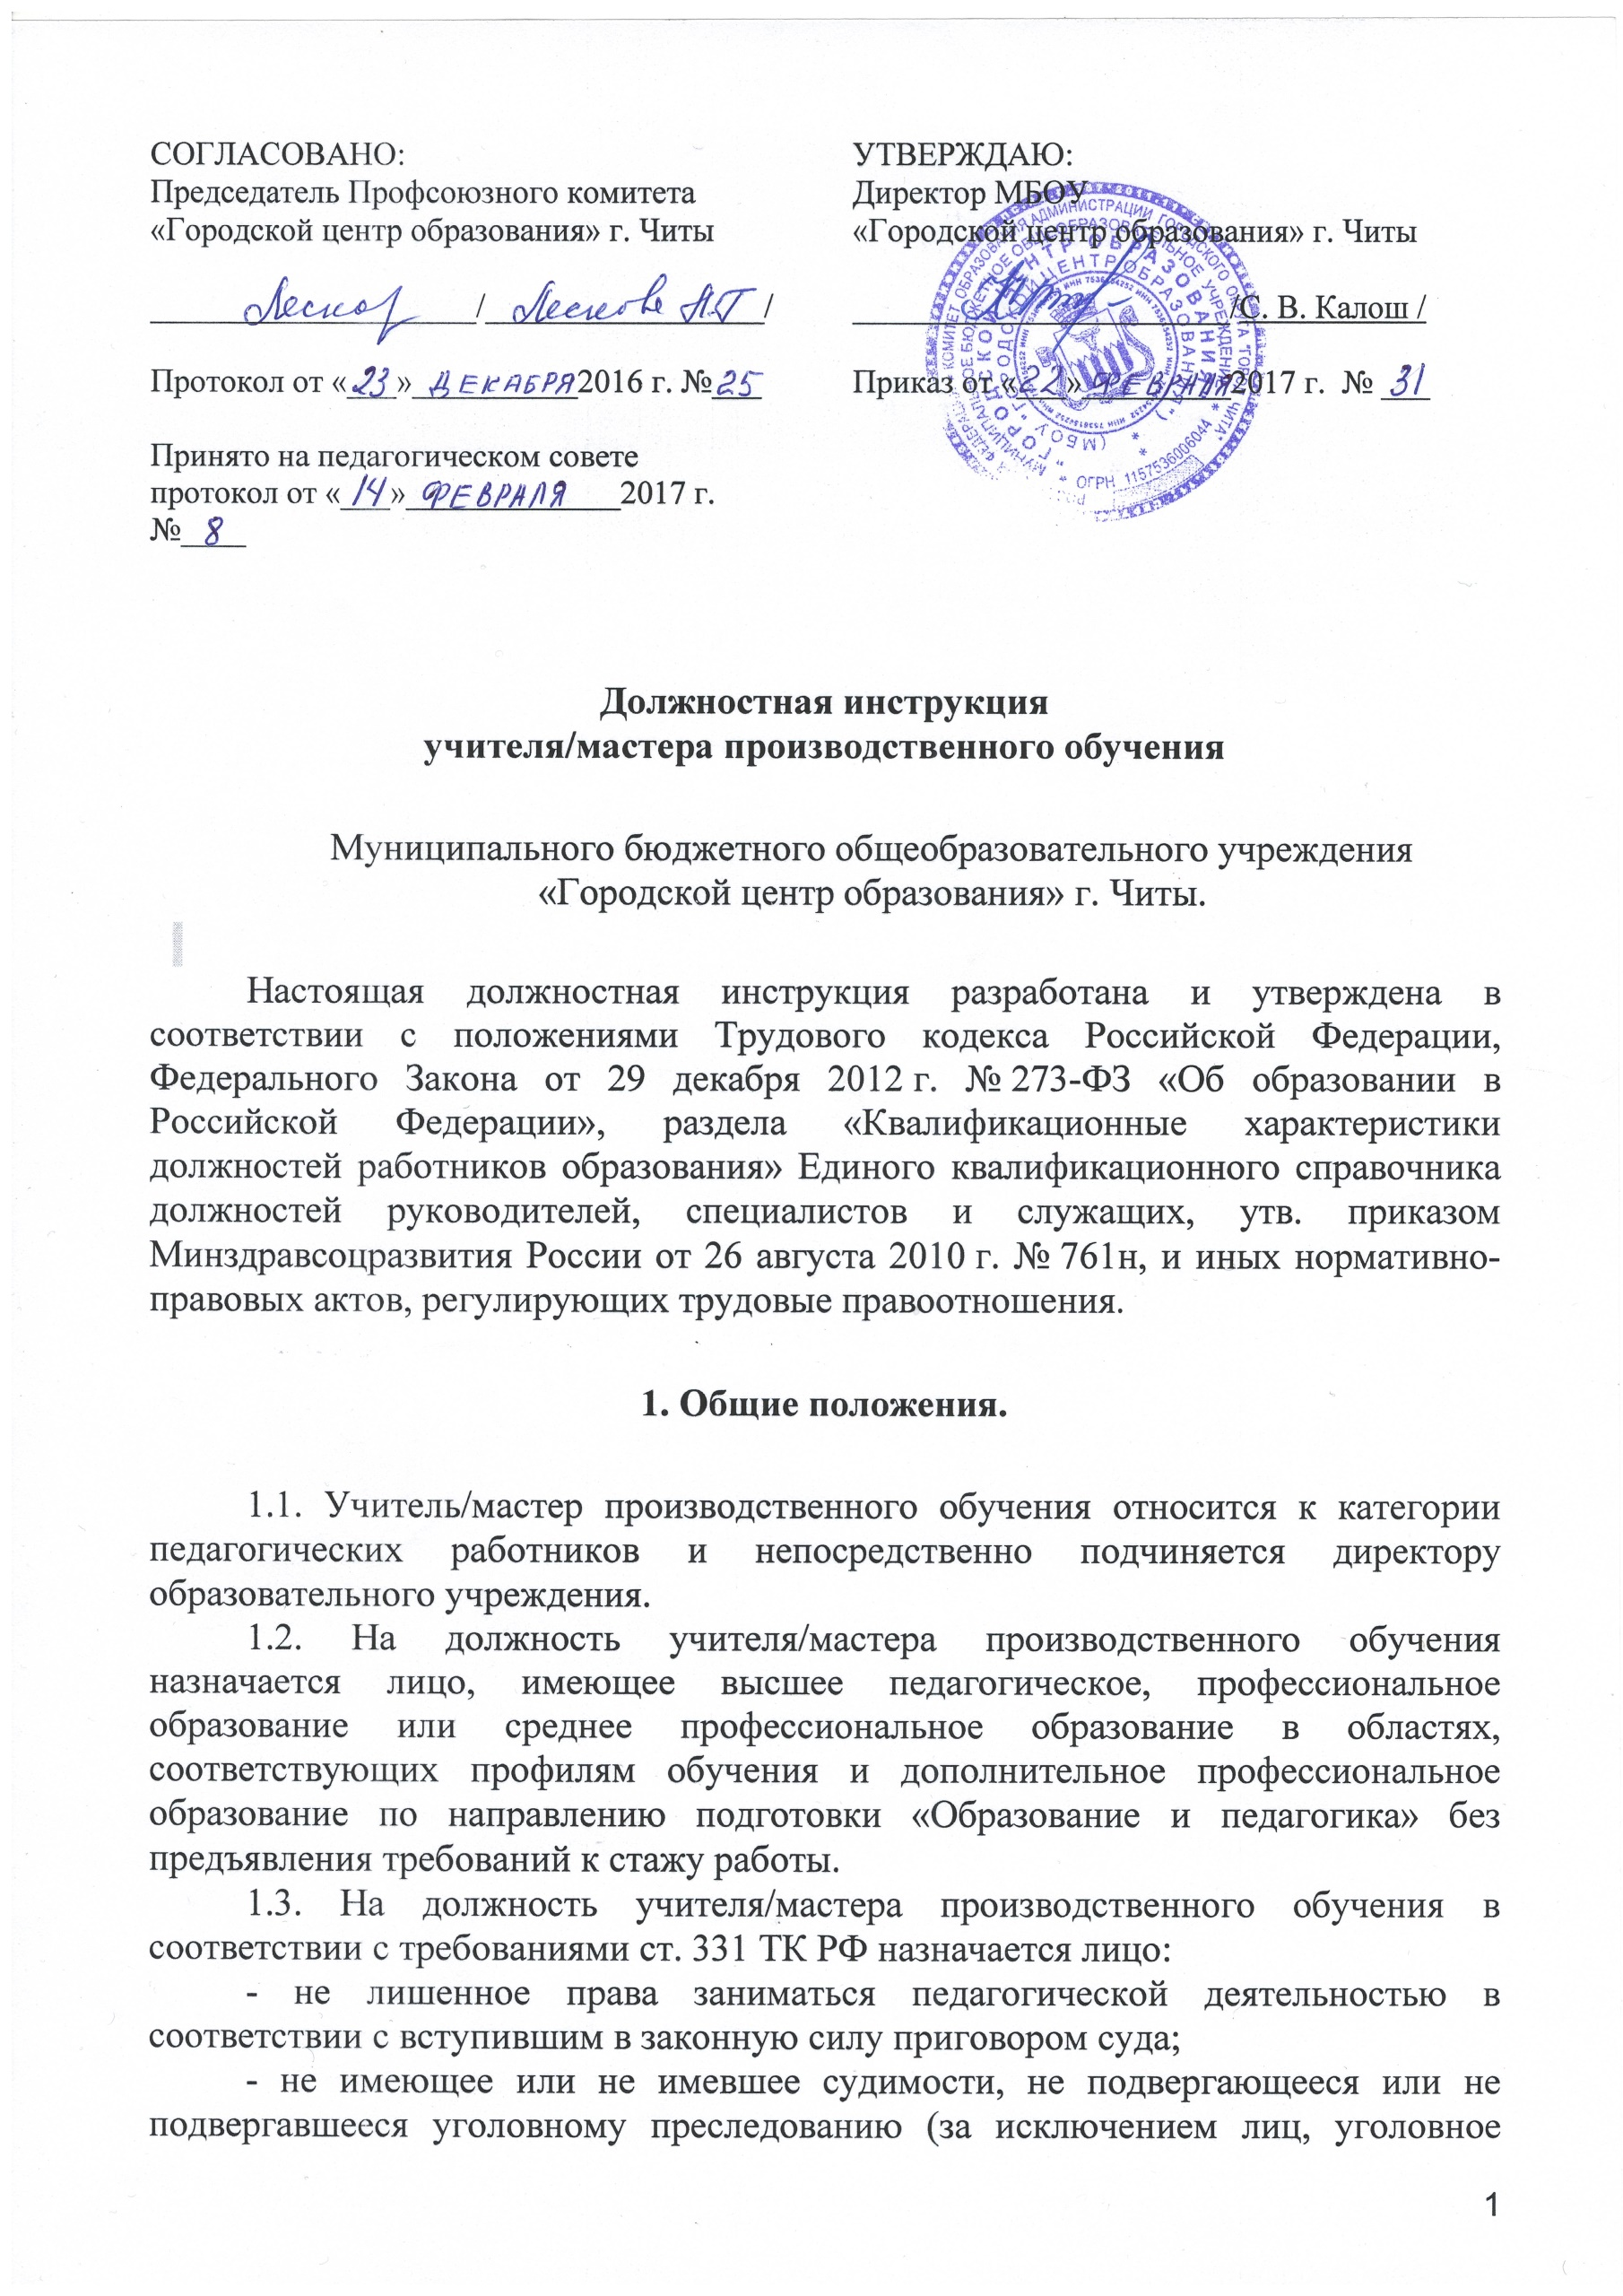 СОГЛАСОВАНО:
Председатель Профсоюзного комитета
«Городской центр образования» г. Читы
/ Лескова Н.Г /
Протокол от «23» ДЕКАБРЯ 2016 г. №25
Принято на педагогическом совете
протокол от «14» ФЕВРАЛЯ 2017 г.
№ 8
УТВЕРЖДАЮ:
Директор МБОУ
«Городской центр образования» г. Читы
/С. В. Калош /
Приказ от «22» ФЕВРАЛЯ 2017 г. № 31
ОГРН 1157536006044
Должностная инструкция
учителя/мастера производственного обучения
Муниципального бюджетного общеобразовательного учреждения
«Городской центр образования» г. Читы.
Настоящая должностная инструкция разработана и утверждена в
соответствии с положениями Трудового кодекса Российской Федерации,
Федерального Закона от 29 декабря 2012 г. № 273-ФЗ «Об образовании в
Российской Федерации», раздела «Квалификационные характеристики
должностей работников образования» Единого квалификационного справочника
должностей руководителей, специалистов и служащих, утв. приказом
Минздравсоцразвития России от 26 августа 2010 г. № 761н, и иных нормативно-
правовых актов, регулирующих трудовые правоотношения.
1. Общие положения.
1.1. Учитель/мастер производственного обучения относится к категории
педагогических работников и непосредственно подчиняется директору
образовательного учреждения.
1.2. На должность учителя/мастера производственного обучения
назначается лицо, имеющее высшее педагогическое, профессиональное
образование или среднее профессиональное образование в областях,
соответствующих профилям обучения и дополнительное профессиональное
образование по направлению подготовки «Образование и педагогика» без
предъявления требований к стажу работы.
1.3. На должность учителя/мастера производственного обучения в
соответствии с требованиями ст. 331 ТК РФ назначается лицо:
- не лишенное права заниматься педагогической деятельностью в
соответствии с вступившим в законную силу приговором суда;
- не имеющее или не имевшее судимости, не подвергающееся или не
подвергавшееся уголовному преследованию (за исключением лиц, уголовное
1